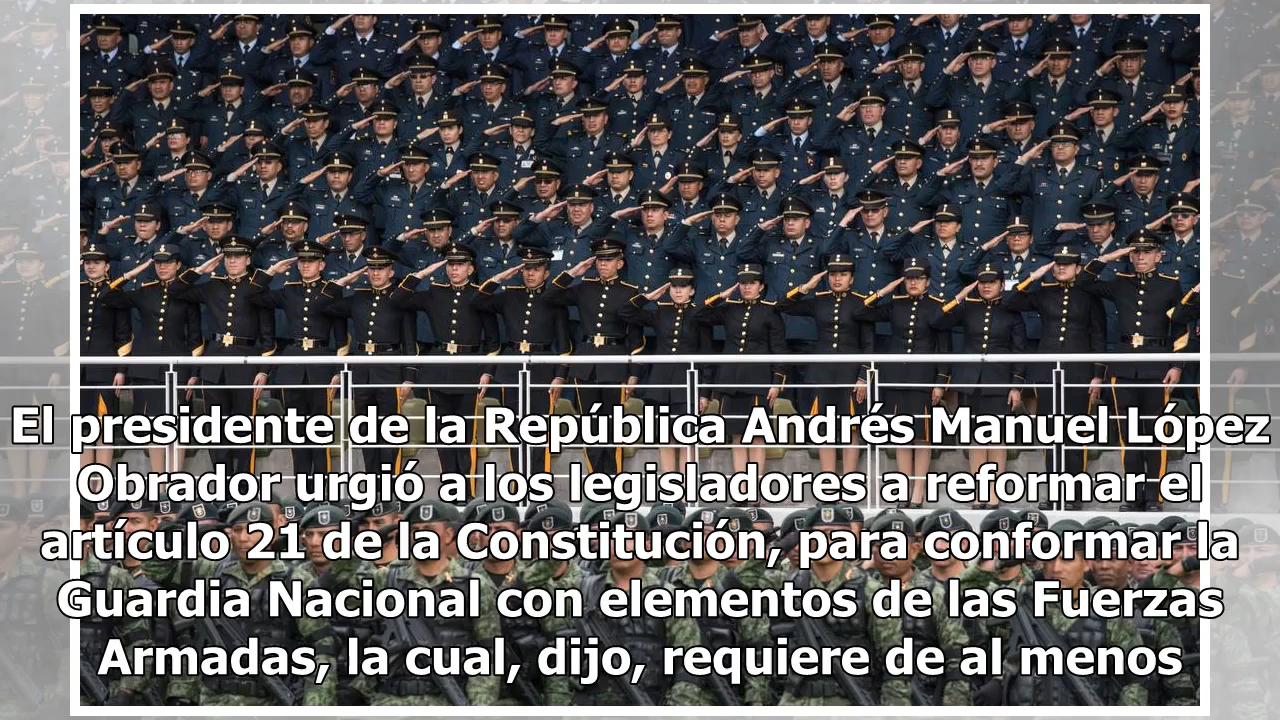 El presidente de la República Andrés Manuel López
Obrador urgió a los legisladores a reformar el
artículo 21 de la Constitución, para conformar la
Guardia Nacional con elementos de las Fuerzas
Armadas, la cual, dijo, requiere de al menos